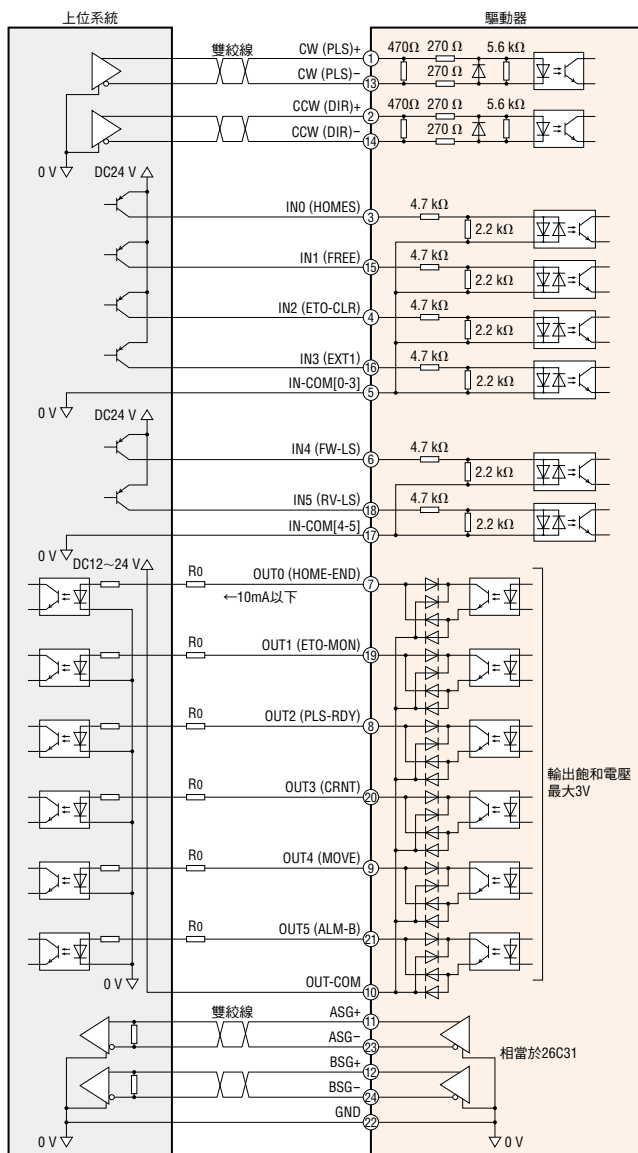 上位系統
驅動器
雙絞線
CW (PLS)+
1
470Ω
270 Ω
5.6 kΩ
CW (PLS)−
13
270 Ω
CCW (DIR)+
2
470Ω
270 Ω
5.6 kΩ
CCW (DIR)−
14
270 Ω
0 V
DC24 V
IN0 (HOMES)
3
4.7 kΩ
2.2 kΩ
IN1 (FREE)
15
4.7 kΩ
2.2 kΩ
IN2 (ETO-CLR)
4
4.7 kΩ
2.2 kΩ
IN3 (EXT1)
16
4.7 kΩ
2.2 kΩ
IN-COM[0-3]
5
0 V
DC24 V
IN4 (FW-LS)
6
4.7 kΩ
2.2 kΩ
IN5 (RV-LS)
18
4.7 kΩ
2.2 kΩ
IN-COM[4-5]
17
0 V
DC12~24 V
R0
OUT0 (HOME-END)
7
←10mA以下
R0
OUT1 (ETO-MON)
19
R0
OUT2 (PLS-RDY)
8
輸出飽和電壓
最大3V
R0
OUT3 (CRNT)
20
R0
OUT4 (MOVE)
9
R0
OUT5 (ALM-B)
21
0 V
OUT-COM
10
雙絞線
ASG+
11
ASG−
23
相當於26C31
BSG+
12
BSG−
24
GND
22
0 V
0 V